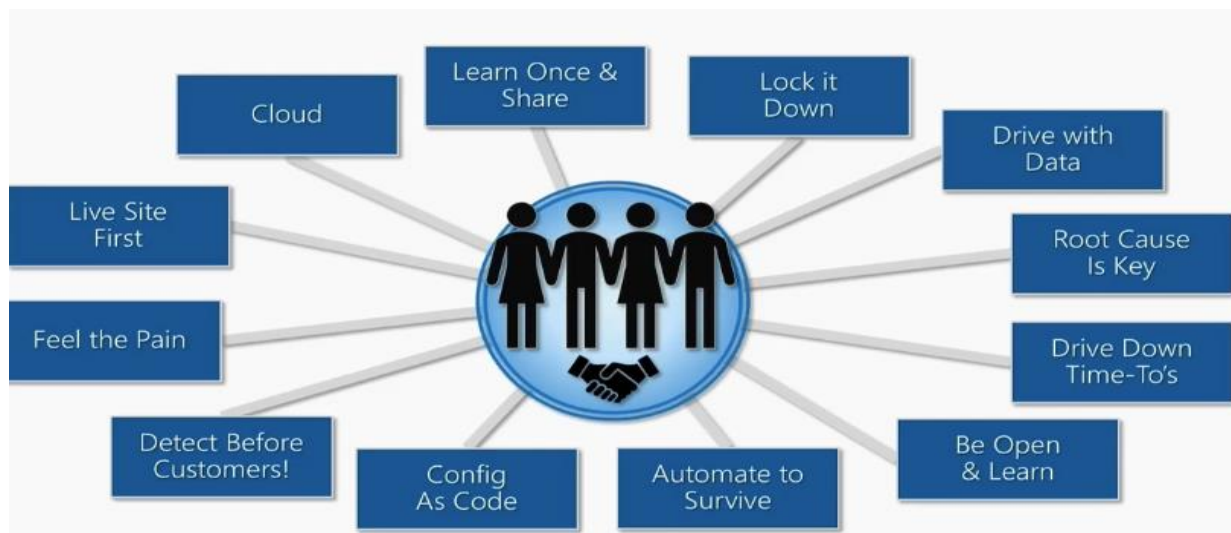 Learn Once &
Share
Lock it
Down
Cloud
Drive with
Data
Live Site
First
Root Cause
Is Key
Feel the Pain
Drive Down
Time-To's
Detect Before
Customers!
Be Open
& Learn
Config
As Code
Automate to
Survive